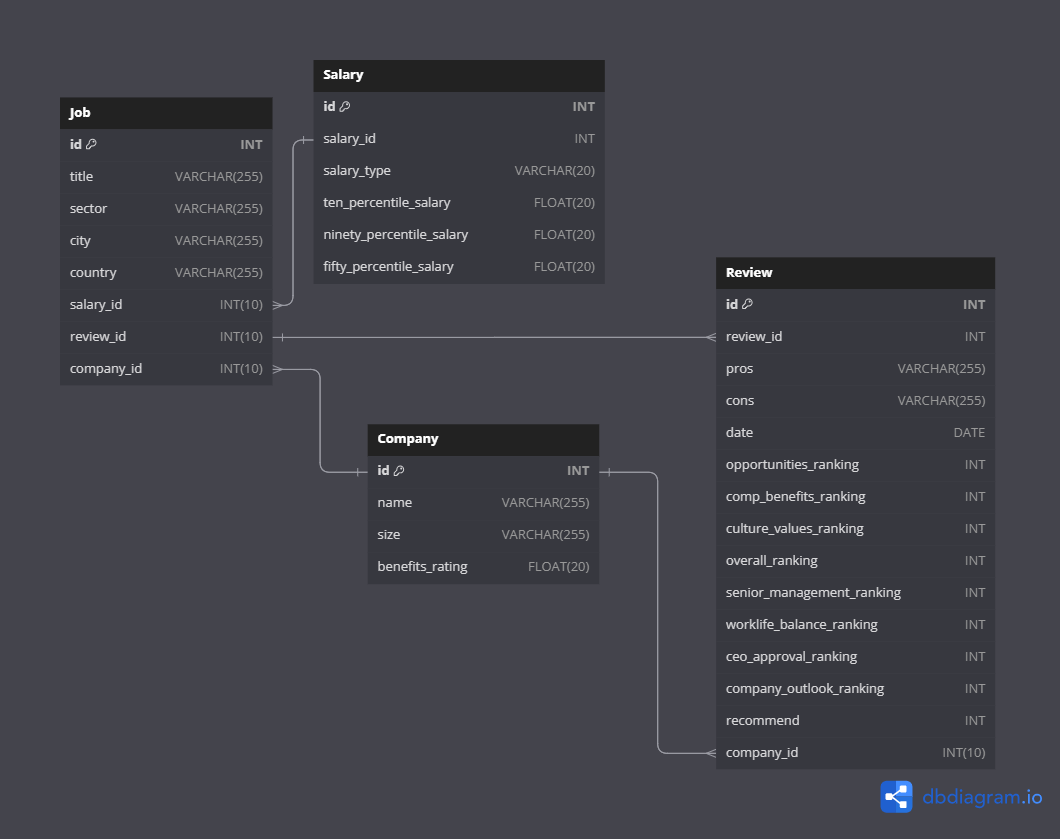 Job
id INT
title VARCHAR(255)
sector VARCHAR(255)
city VARCHAR(255)
country VARCHAR(255)
salary_id INT(10)
review_id INT(10)
company_id INT(10)
Salary
id INT
salary_id INT
salary_type VARCHAR(20)
ten_percentile_salary FLOAT(20)
ninety_percentile_salary FLOAT(20)
fifty_percentile_salary FLOAT(20)
Company
id INT
name VARCHAR(255)
size VARCHAR(255)
benefits_rating FLOAT(20)
Review
id INT
review_id INT
pros VARCHAR(255)
cons VARCHAR(255)
date DATE
opportunities_ranking INT
comp_benefits_ranking INT
culture_values_ranking INT
overall_ranking INT
senior_management_ranking INT
worklife_balance_ranking INT
ceo_approval_ranking INT
company_outlook_ranking INT
recommend INT
company_id INT(10)
dbdiagram.io